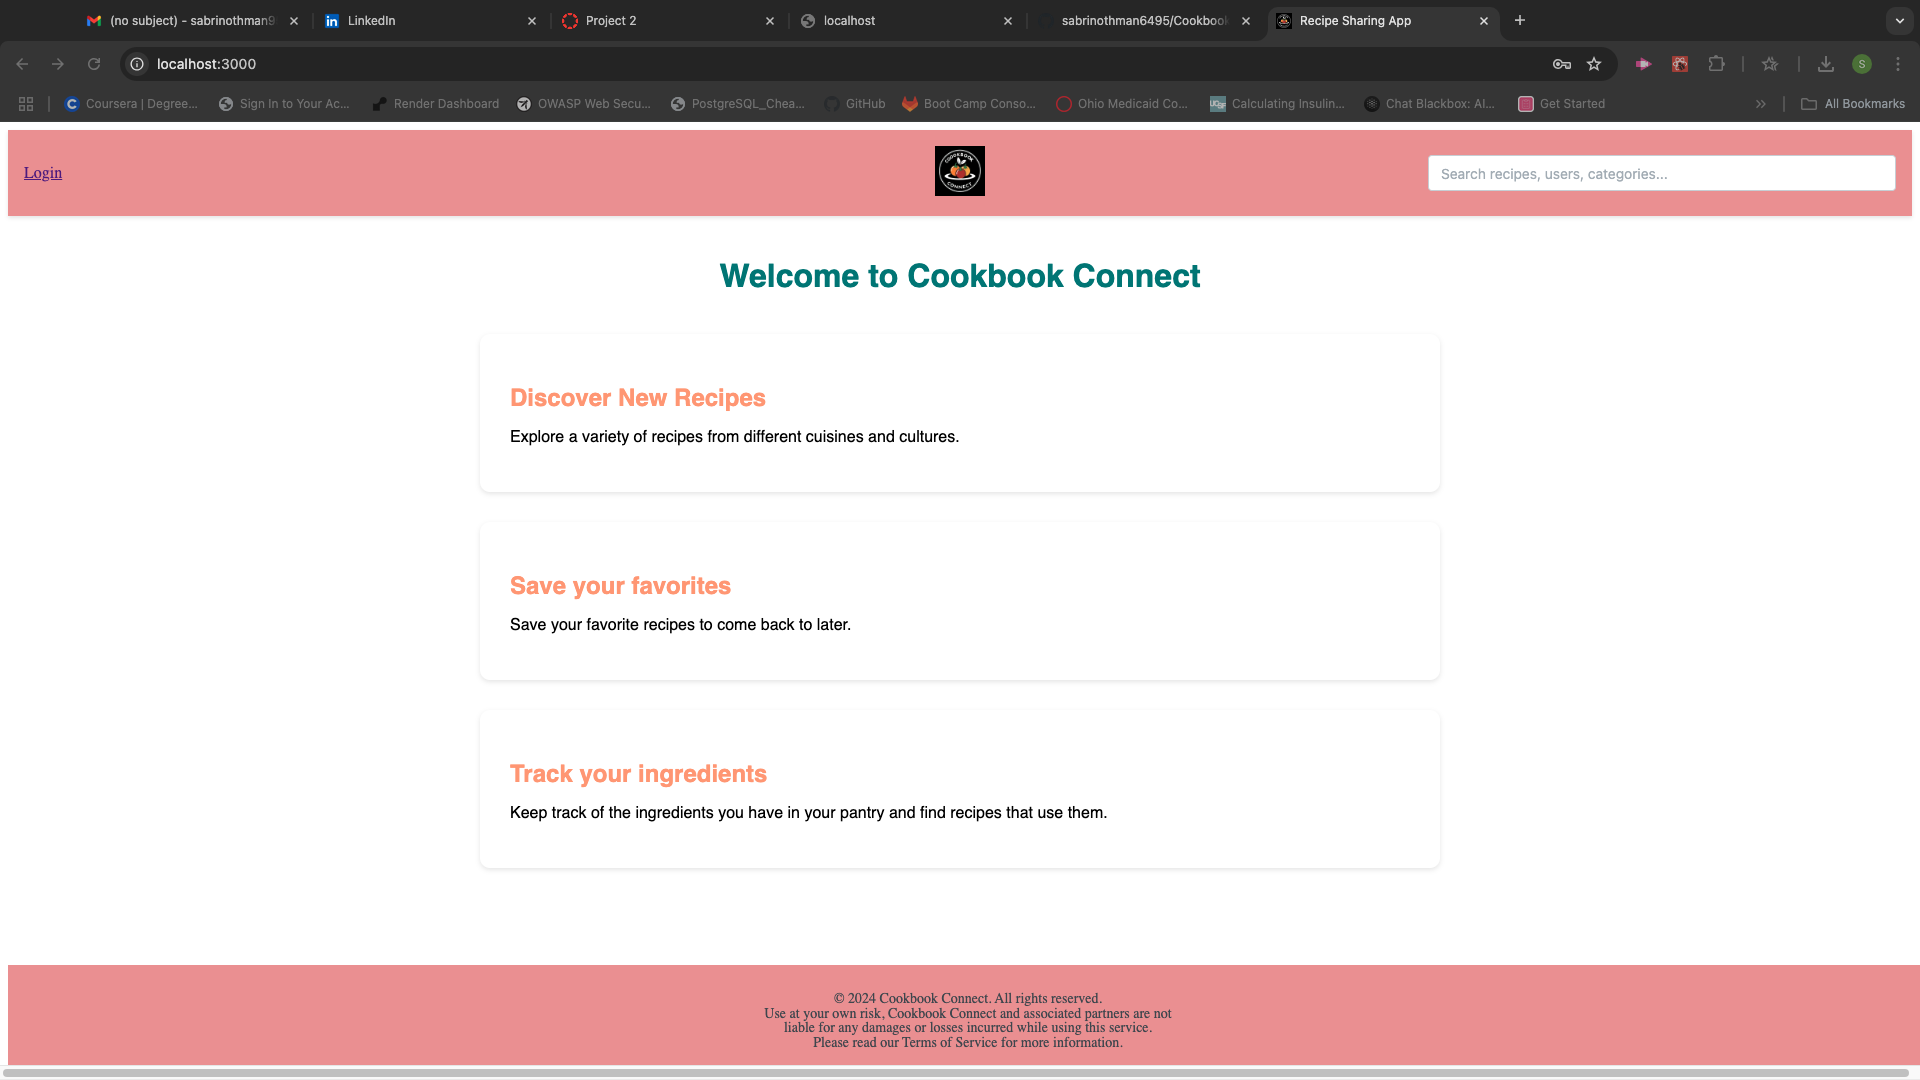 (no subject) - sabrinothman9
LinkedIn
Project 2
localhost
sabrinothman6495/Cookbook
Recipe Sharing App
localhost:3000
S
Coursera | Degree...
Sign In to Your Ac...
Render Dashboard
OWASP Web Secu...
PostgreSQL_Chea...
GitHub
Boot Camp Conso...
Ohio Medicaid Co...
Calculating Insulin...
Chat Blackbox: AI...
Get Started
All Bookmarks
Login
COOKBOOK
CONNECT
Search recipes, users, categories...
Welcome to Cookbook Connect
Discover New Recipes
Explore a variety of recipes from different cuisines and cultures.
Save your favorites
Save your favorite recipes to come back to later.
Track your ingredients
Keep track of the ingredients you have in your pantry and find recipes that use them.
© 2024 Cookbook Connect. All rights reserved.
Use at your own risk, Cookbook Connect and associated partners are not
liable for any damages or losses incurred while using this service.
Please read our Terms of Service for more information.